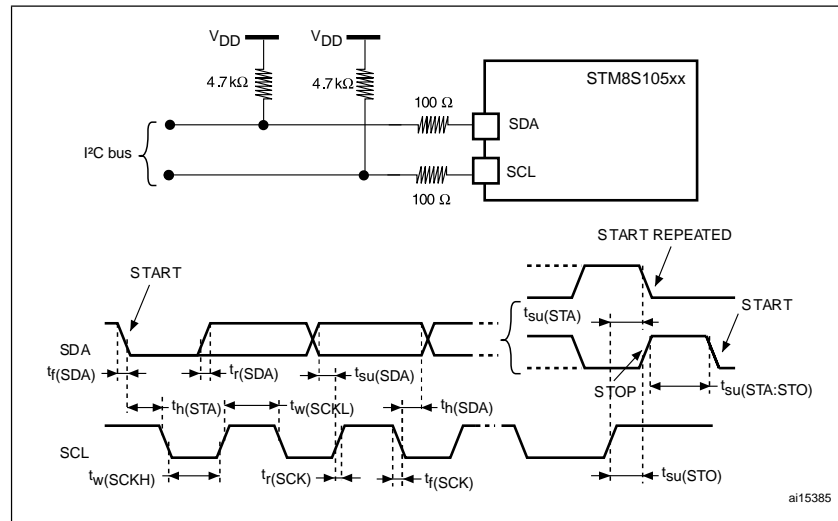 VDD VDD
STM8S105xx
4.7kΩ 4.7kΩ
100 Ω
SDA
I²C bus
SCL
100 Ω
START REPEATED
START
START
tsu(STA)
SDA
tf(SDA) tr(SDA) tsu(SDA)
STOP
tsu(STA:STO)
th(STA) tw(SCKL) th(SDA)
SCL
tw(SCKH) tr(SCK) tf(SCK) tsu(STO)
ai15385